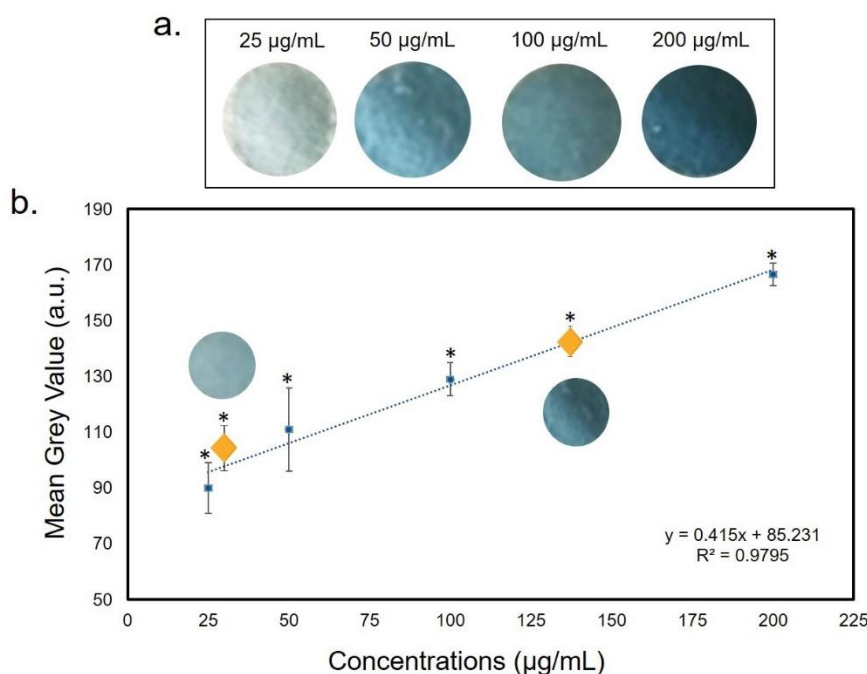 a.
25 µg/mL 50 µg/mL 100 µg/mL 200 µg/mL
b.
190
170
150
130
110
90
70
50
Mean Grey Value (a.u.)
* * * * * *
y = 0.415x + 85.231
R² = 0.9795
0 25 50 75 100 125 150 175 200 225
Concentrations (µg/mL)